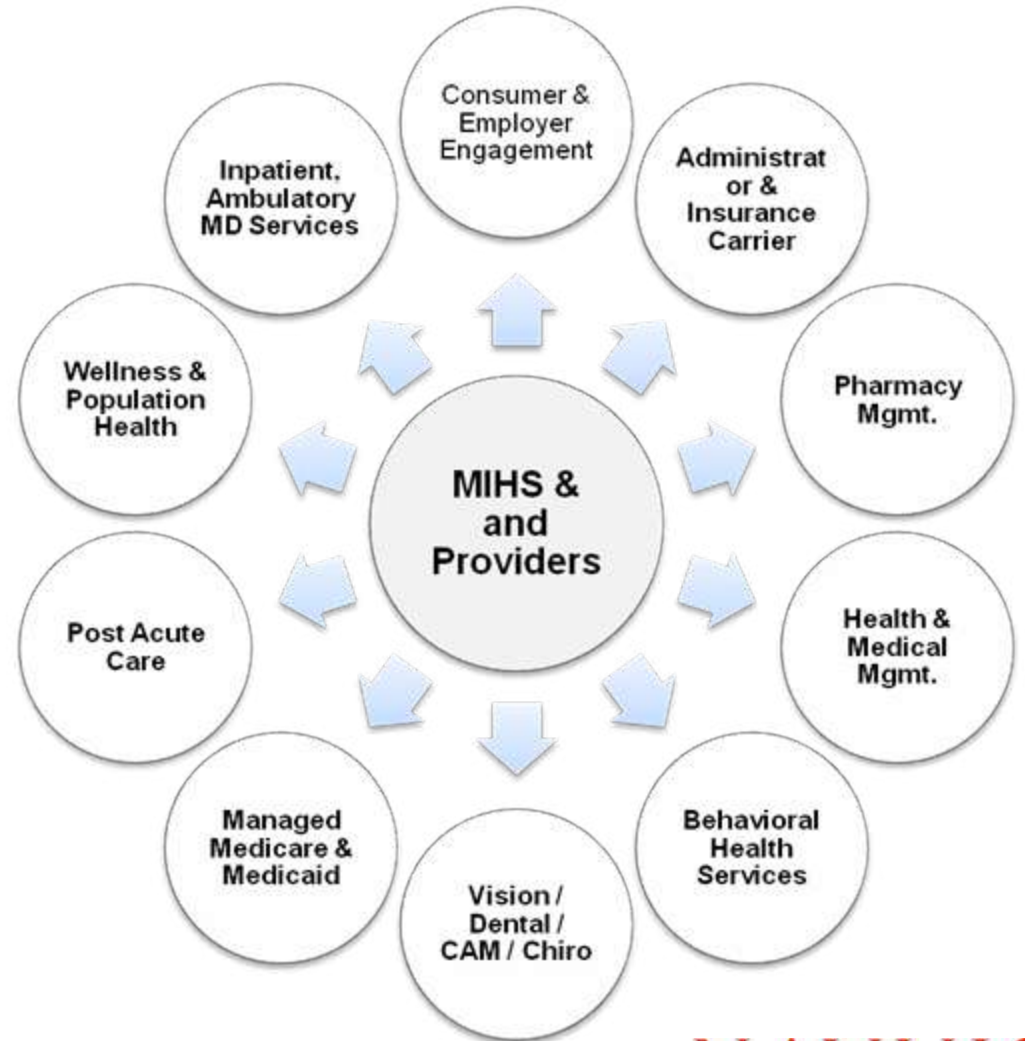 Consumer &
Employer
Engagement
Administrat
or &
Insurance
Carrier
Pharmacy
Mgmt.
Health &
Medical
Mgmt.
Behavioral
Health
Services
Vision /
Dental /
CAM / Chiro
Managed
Medicare &
Medicaid
Post Acute
Care
Wellness &
Population
Health
Inpatient,
Ambulatory
MD Services
MIHS &
and
Providers